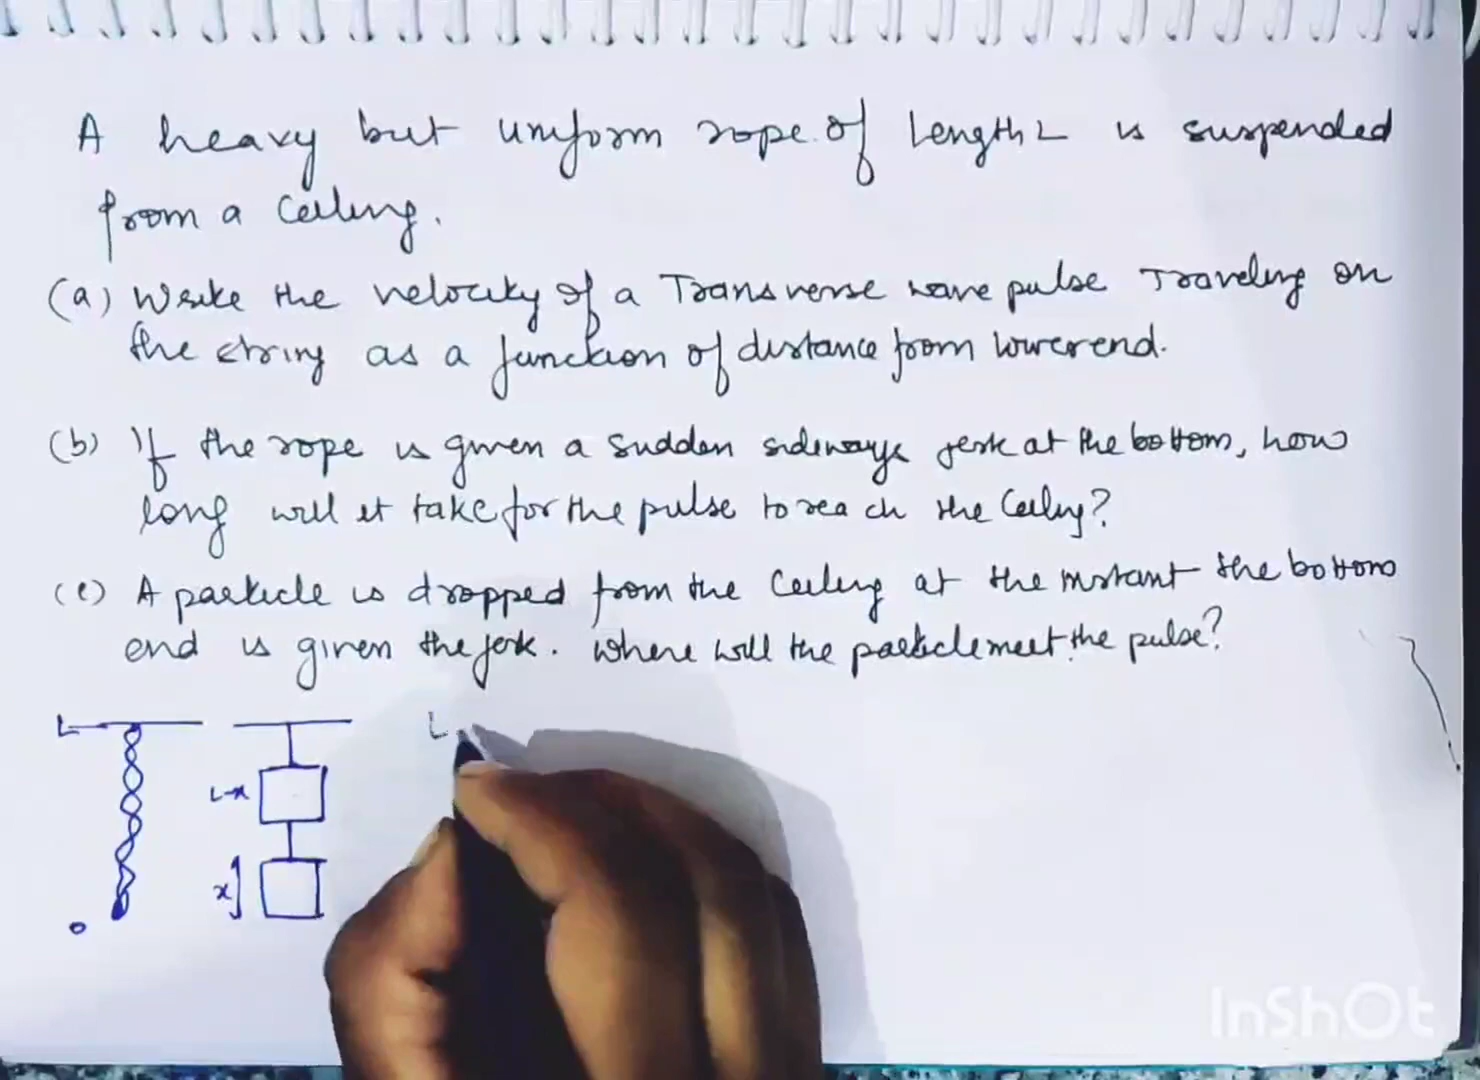 A heavy but uniform rope of Length L is suspended
from a Ceiling.
(a) Write the velocity of a Transverse wave pulse Traveling on
the string as a function of distance from lower end.
(b) If the rope is given a sudden sideways jerk at the bottom, how
long will it take for the pulse to reach the Ceiling?
(c) A particle is dropped from the Ceiling at the instant the bottom
end is given the jerk. Where will the particle meet the pulse?
L
L-x
x
0
L
InShOt